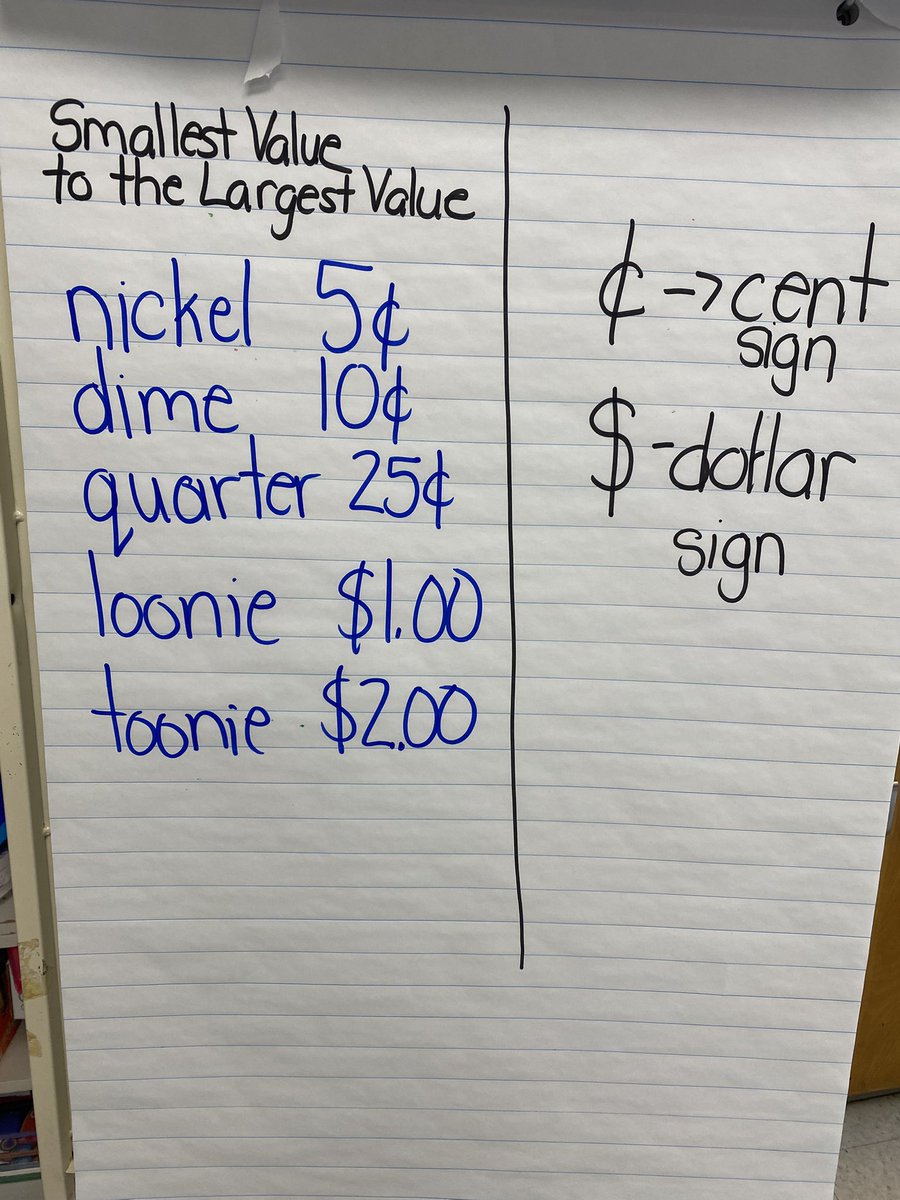 Smallest Value
to the Largest Value
nickel 5¢
dime 10¢
quarter 25¢
loonie $1.00
toonie $2.00
¢ -> cent
sign
$ - dollar
sign